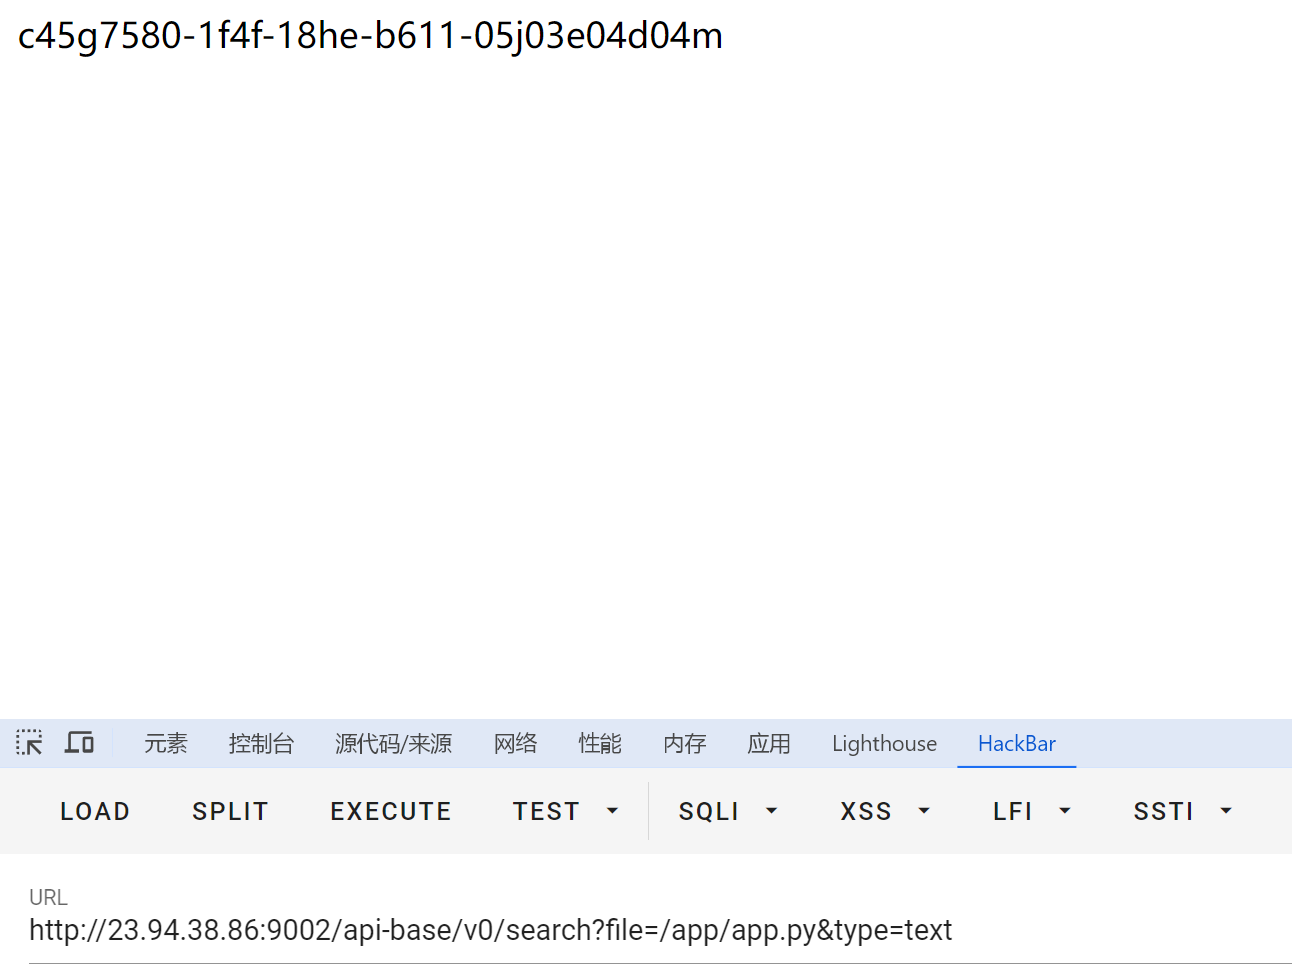 c45g7580-1f4f-18he-b611-05j03e04d04m
元素 控制台 源代码/来源 网络 性能 内存 应用 Lighthouse HackBar
LOAD SPLIT EXECUTE TEST SQLI XSS LFI SSTI
URL
http://23.94.38.86:9002/api-base/v0/search?file=/app/app.py&type=text